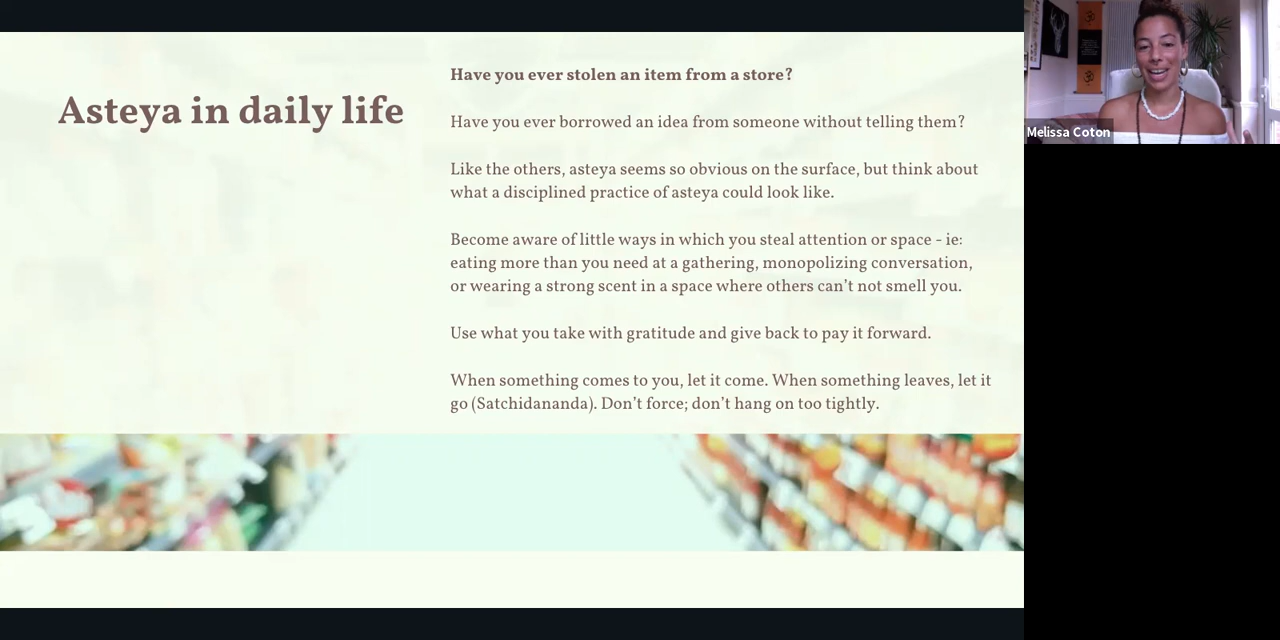 Asteya in daily life
Have you ever stolen an item from a store?
Have you ever borrowed an idea from someone without telling them?
Like the others, asteya seems so obvious on the surface, but think about
what a disciplined practice of asteya could look like.
Become aware of little ways in which you steal attention or space - ie:
eating more than you need at a gathering, monopolizing conversation,
or wearing a strong scent in a space where others can’t not smell you.
Use what you take with gratitude and give back to pay it forward.
When something comes to you, let it come. When something leaves, let it
go (Satchidananda). Don’t force; don’t hang on too tightly.
Melissa Coton